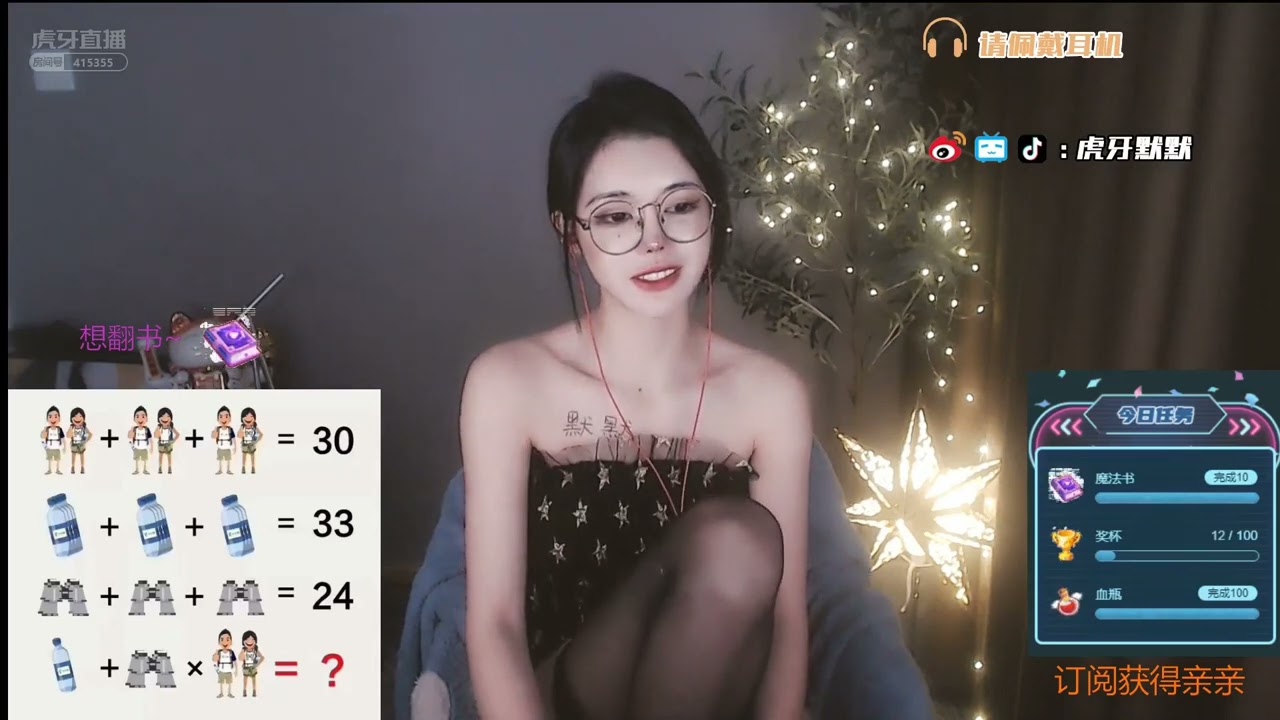 虎牙直播
房间号 415355
请佩戴耳机
：虎牙默默
想翻书~
默默
+ + = 30
+ + = 33
+ + = 24
+ × = ?
今日任务
魔法书 完成10
奖杯 12 / 100
血瓶 完成100
订阅获得亲亲